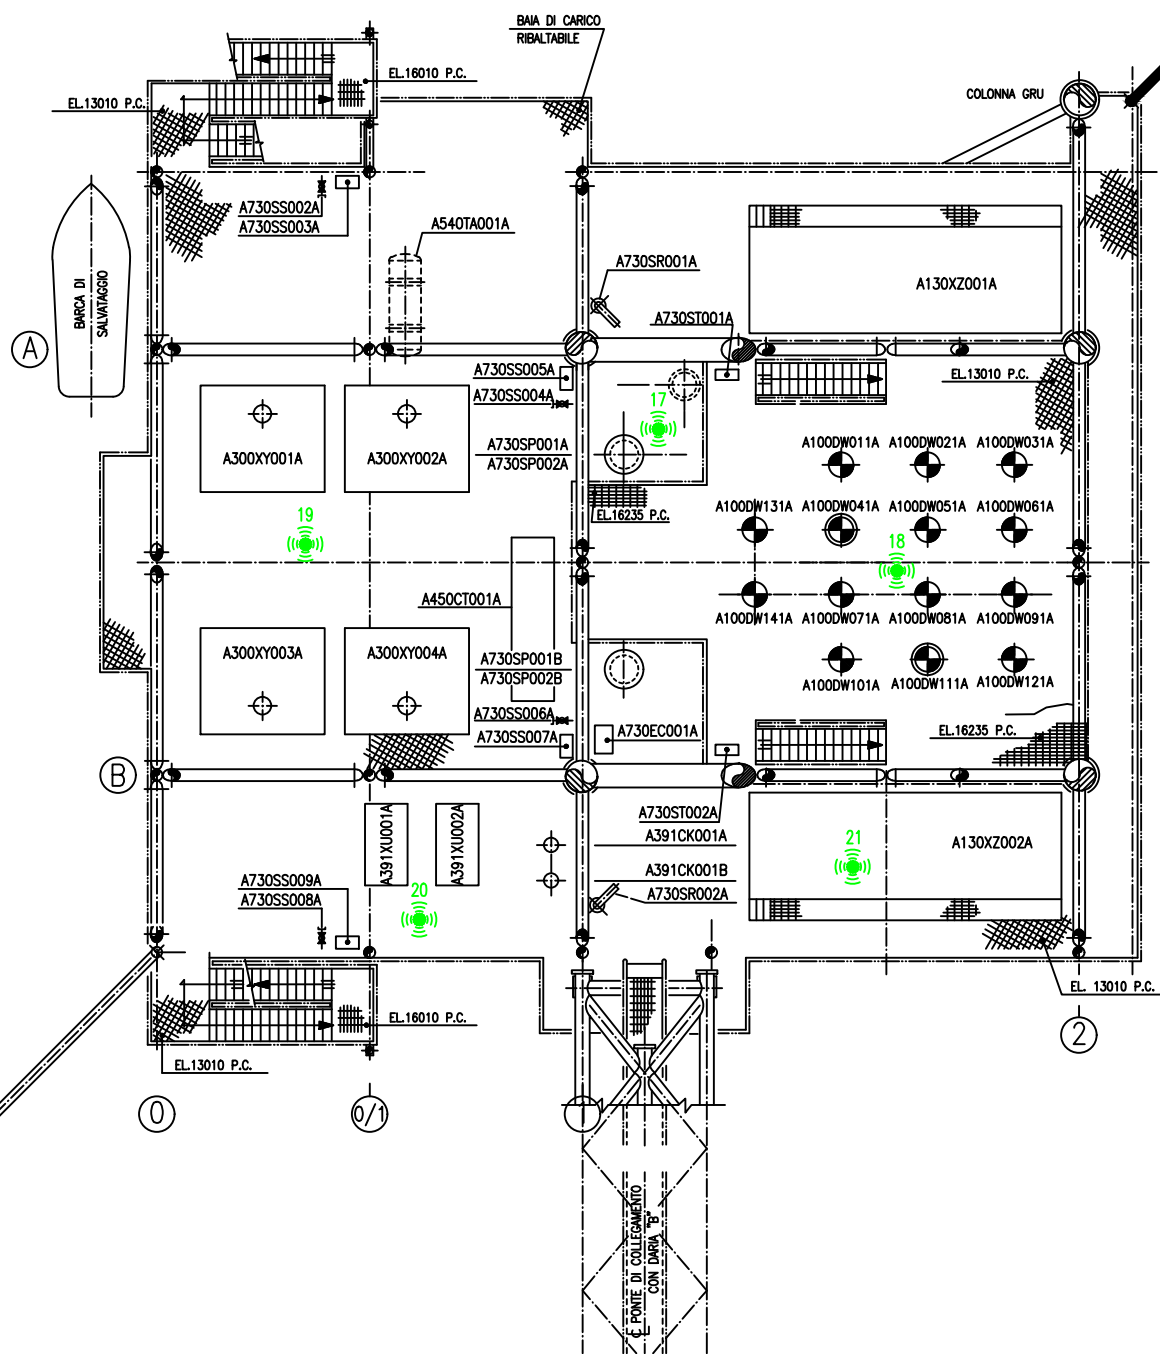 BAIA DI CARICO
RIBALTABILE
EL.16010 P.C.
EL.13010 P.C.
COLONNA GRU
A730SS002A
A730SS003A
A540TA001A
BARCA DI
SALVATAGGIO
A730SR001A
A130XZ001A
A730ST001A
A
A730SS005A
A730SS004A
EL.13010 P.C.
17
A300XY001A
A300XY002A
A730SP001A
A730SP002A
A100DW011A
A100DW021A
A100DW031A
EL.16235 P.C.
A100DW131A
A100DW041A
A100DW051A
A100DW061A
19
18
A450CT001A
A100DW141A
A100DW071A
A100DW081A
A100DW091A
A300XY003A
A300XY004A
A730SP001B
A730SP002B
A100DW101A
A100DW111A
A100DW121A
A730SS006A
A730SS007A
A730EC001A
EL.16235 P.C.
B
A391XU001A
A391XU002A
A730ST002A
A391CK001A
21
A130XZ002A
A391CK001B
A730SS009A
A730SS008A
20
A730SR002A
EL. 13010 P.C.
EL.16010 P.C.
2
EL.13010 P.C.
0
0/1
PONTE DI COLLEGAMENTO
CON DARIA "B"